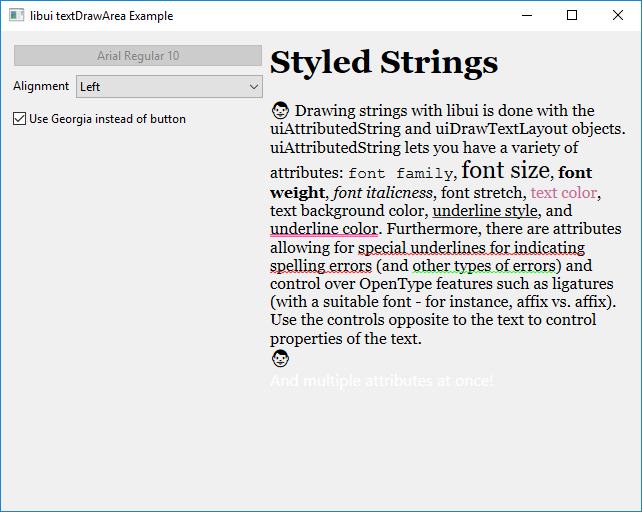 libui textDrawArea Example
Arial Regular 10
Alignment Left
Use Georgia instead of button
Styled Strings
Drawing strings with libui is done with the
uiAttributedString and uiDrawTextLayout objects.
uiAttributedString lets you have a variety of
attributes: font family, font size, font
weight, font italicness, font stretch, text color,
text background color, underline style, and
underline color. Furthermore, there are attributes
allowing for special underlines for indicating
spelling errors (and other types of errors) and
control over OpenType features such as ligatures
(with a suitable font - for instance, affix vs. affix).
Use the controls opposite to the text to control
properties of the text.
And multiple attributes at once!